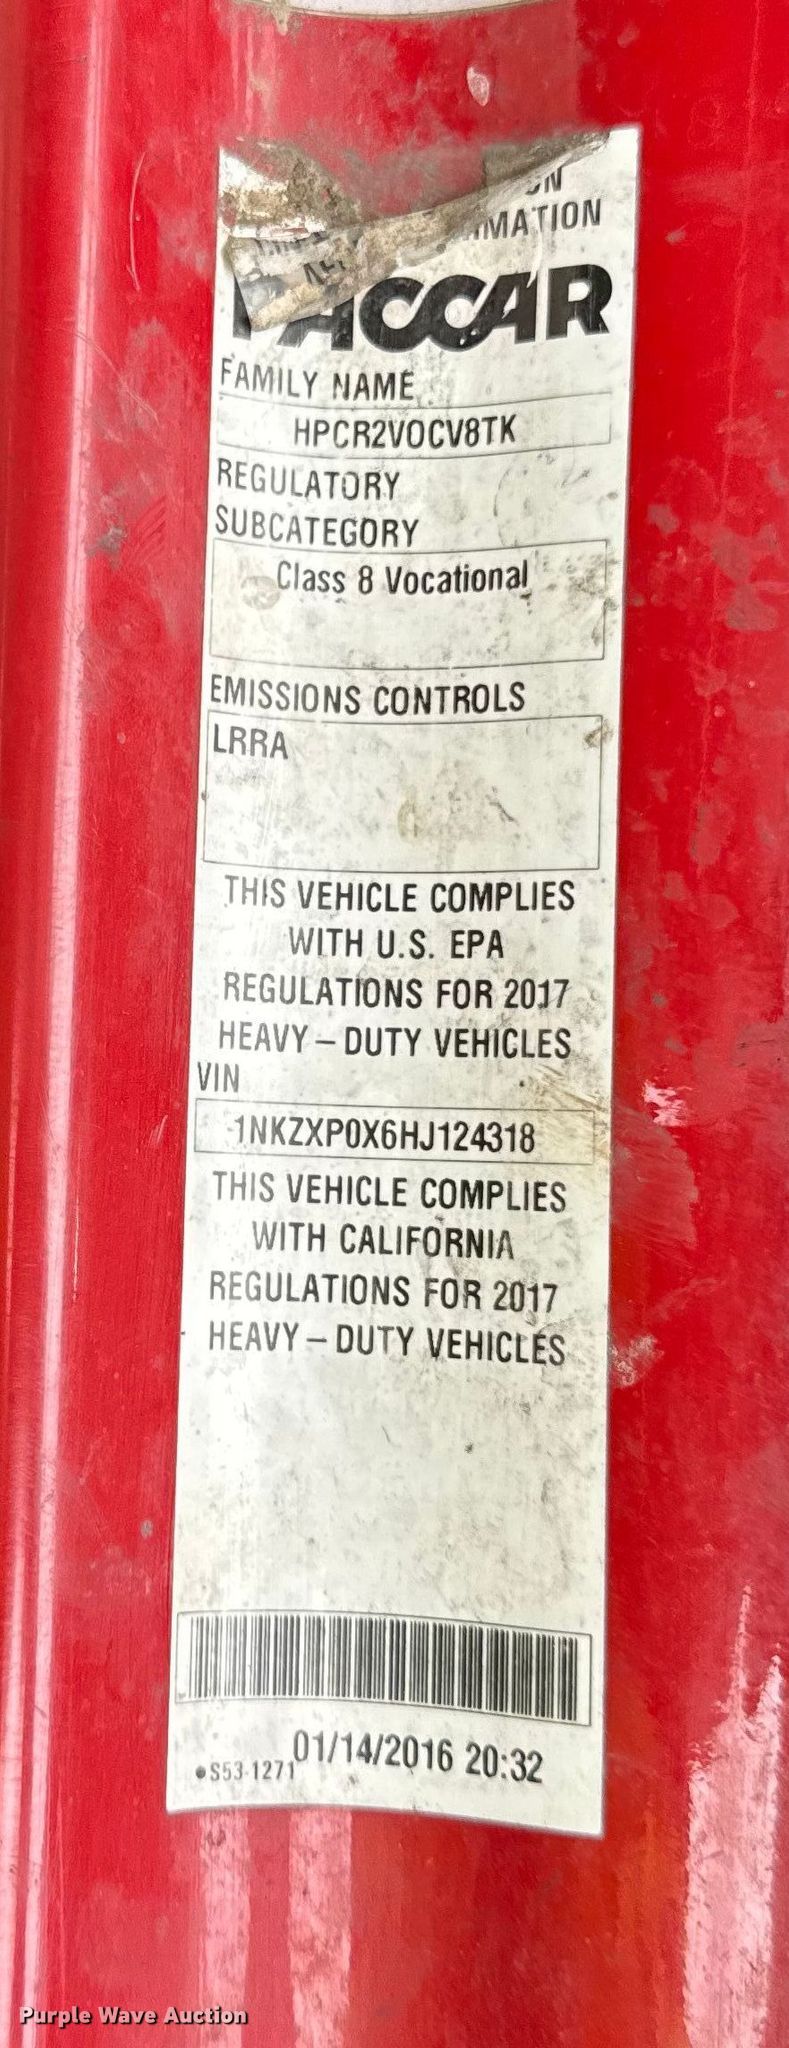 PACCAR
FAMILY NAME
HPCR2VOCV8TK
REGULATORY
SUBCATEGORY
Class 8 Vocational
EMISSIONS CONTROLS
LRRA
THIS VEHICLE COMPLIES
WITH U.S. EPA
REGULATIONS FOR 2017
HEAVY – DUTY VEHICLES
VIN
1NKZXP0X6HJ124318
THIS VEHICLE COMPLIES
WITH CALIFORNIA
REGULATIONS FOR 2017
HEAVY – DUTY VEHICLES
01/14/2016 20:32
•S53-1271
Purple Wave Auction